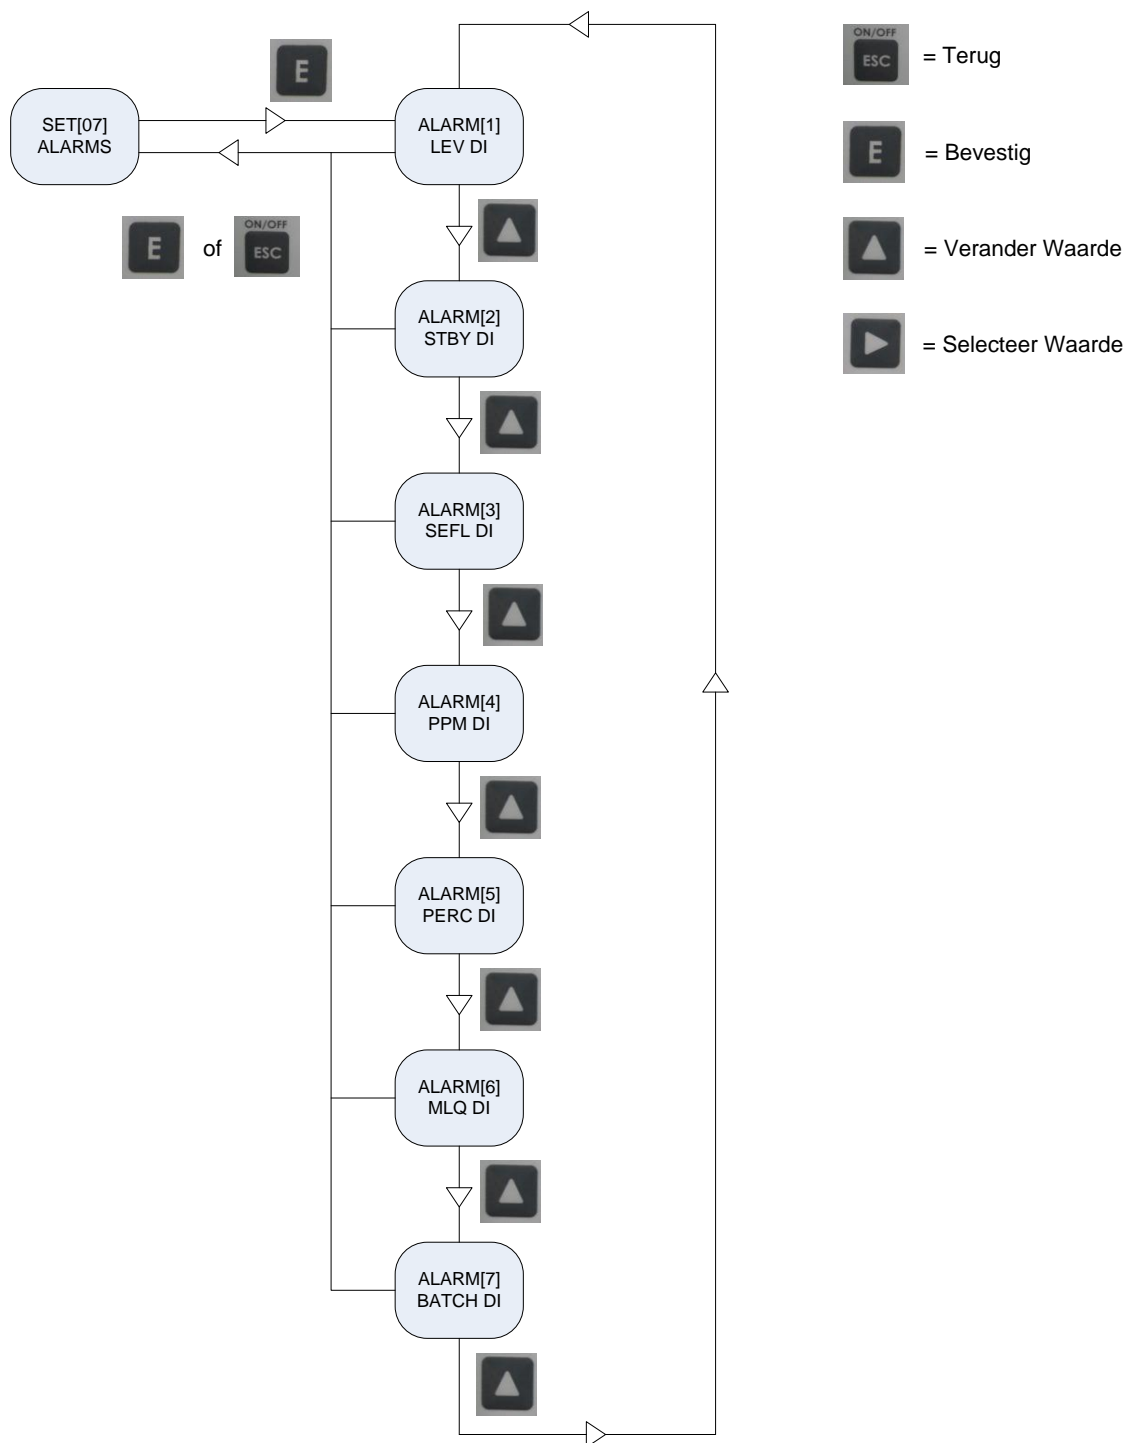 ON/OFF
ESC
= Terug
E
SET[07]
ALARMS
ALARM[1]
LEV DI
E
= Bevestig
E
of
ON/OFF
ESC
= Verander Waarde
ALARM[2]
STBY DI
= Selecteer Waarde
ALARM[3]
SEFL DI
ALARM[4]
PPM DI
ALARM[5]
PERC DI
ALARM[6]
MLQ DI
ALARM[7]
BATCH DI